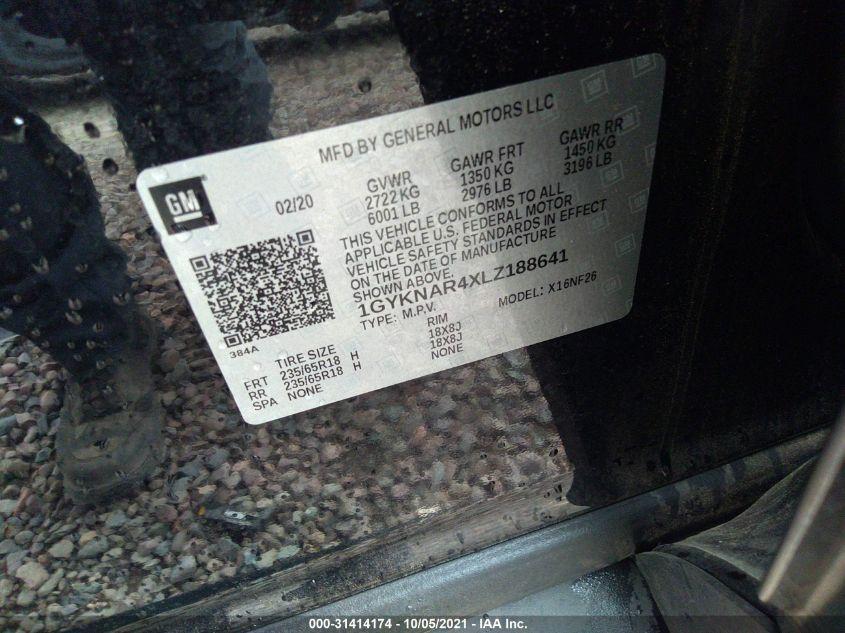 MFD BY GENERAL MOTORS LLC
GM
02/20
GVWR GAWR FRT GAWR RR
2722 KG 1350 KG 1450 KG
6001 LB 2976 LB 3196 LB
THIS VEHICLE CONFORMS TO ALL
APPLICABLE U.S. FEDERAL MOTOR
VEHICLE SAFETY STANDARDS IN EFFECT
ON THE DATE OF MANUFACTURE
SHOWN ABOVE.
1GYKNAR4XLZ188641
TYPE: M.P.V. MODEL: X16NF26
384A
TIRE SIZE RIM
FRT 235/65R18 H 18X8J
RR 235/65R18 H 18X8J
SPA NONE NONE
000-31414174 - 10/05/2021 - IAA Inc.